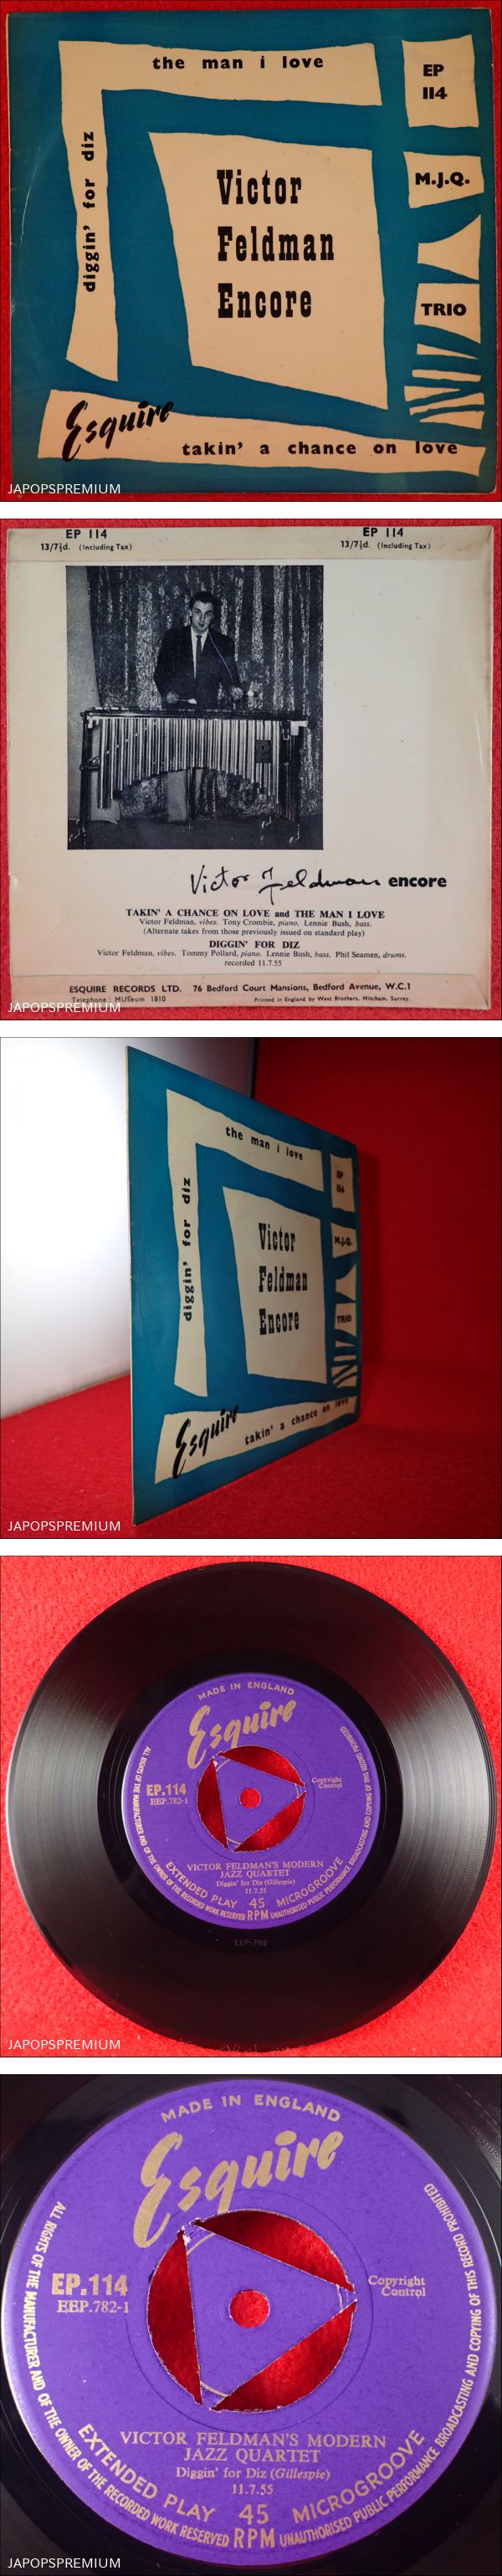 the man i love
EP
114
diggin' for diz
M.J.Q.
Victor
Feldman
Encore
TRIO
Esquire
takin' a chance on love
JAPOPSPREMIUM
EP 114
13/7½d. (Including Tax)
EP 114
13/7½d. (Including Tax)
Victor Feldman encore
TAKIN' A CHANCE ON LOVE and THE MAN I LOVE
Victor Feldman, vibes. Tony Crombie, piano. Lennie Bush, bass.
(Alternate takes from those previously issued on standard play)
DIGGIN' FOR DIZ
Victor Feldman, vibes. Tommy Pollard, piano. Lennie Bush, bass. Phil Seamen, drums.
recorded 11.7.55
ESQUIRE RECORDS LTD. 76 Bedford Court Mansions, Bedford Avenue, W.C.1
Telephone: MUSeum 1810
Printed in England by West Brothers, Mitcham, Surrey.
JAPOPSPREMIUM
the man i love
EP
114
diggin' for diz
M.J.Q.
Victor
Feldman
Encore
TRIO
Esquire
takin' a chance on love
JAPOPSPREMIUM
MADE IN ENGLAND
Esquire
EP.114
EEP.782-1
Copyright
Control
VICTOR FELDMAN'S MODERN
JAZZ QUARTET
Diggin' for Diz (Gillespie)
11.7.55
EXTENDED PLAY 45 RPM MICROGROOVE
ALL RIGHTS OF THE MANUFACTURER AND OF THE OWNER OF THE RECORDED WORK RESERVED UNAUTHORISED PUBLIC PERFORMANCE BROADCASTING AND COPYING OF THIS RECORD PROHIBITED
EEP-782
JAPOPSPREMIUM
MADE IN ENGLAND
Esquire
EP.114
EEP.782-1
Copyright
Control
VICTOR FELDMAN'S MODERN
JAZZ QUARTET
Diggin' for Diz (Gillespie)
11.7.55
EXTENDED PLAY 45 RPM MICROGROOVE
ALL RIGHTS OF THE MANUFACTURER AND OF THE OWNER OF THE RECORDED WORK RESERVED UNAUTHORISED PUBLIC PERFORMANCE BROADCASTING AND COPYING OF THIS RECORD PROHIBITED
JAPOPSPREMIUM